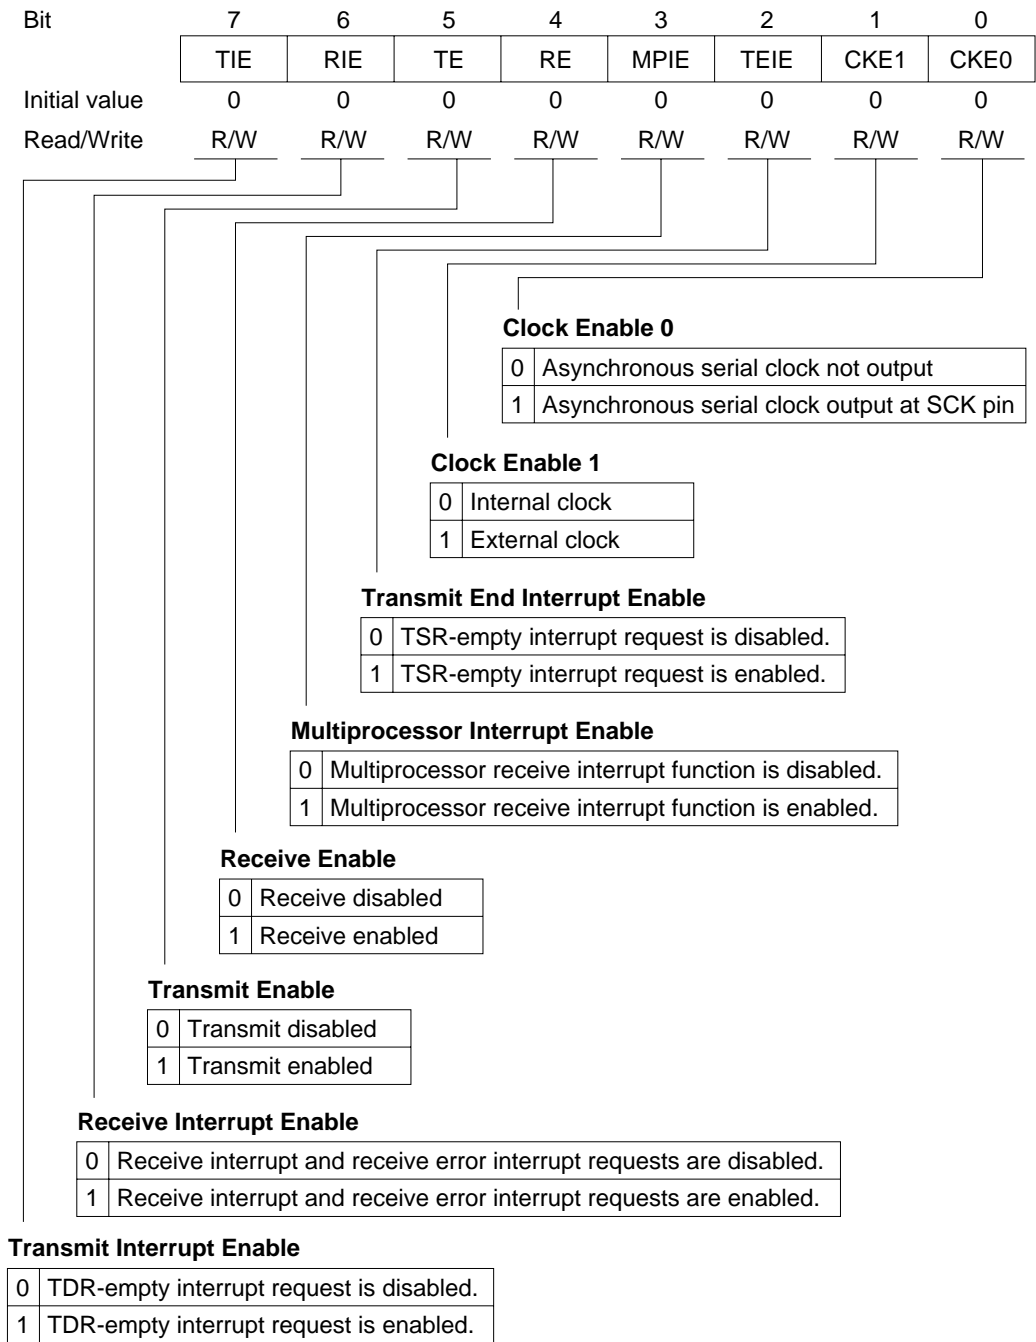 Bit 7 6 5 4 3 2 1 0
TIE RIE TE RE MPIE TEIE CKE1 CKE0
Initial value 0 0 0 0 0 0 0 0
Read/Write R/W R/W R/W R/W R/W R/W R/W R/W
Clock Enable 0
0 Asynchronous serial clock not output
1 Asynchronous serial clock output at SCK pin
Clock Enable 1
0 Internal clock
1 External clock
Transmit End Interrupt Enable
0 TSR-empty interrupt request is disabled.
1 TSR-empty interrupt request is enabled.
Multiprocessor Interrupt Enable
0 Multiprocessor receive interrupt function is disabled.
1 Multiprocessor receive interrupt function is enabled.
Receive Enable
0 Receive disabled
1 Receive enabled
Transmit Enable
0 Transmit disabled
1 Transmit enabled
Receive Interrupt Enable
0 Receive interrupt and receive error interrupt requests are disabled.
1 Receive interrupt and receive error interrupt requests are enabled.
Transmit Interrupt Enable
0 TDR-empty interrupt request is disabled.
1 TDR-empty interrupt request is enabled.